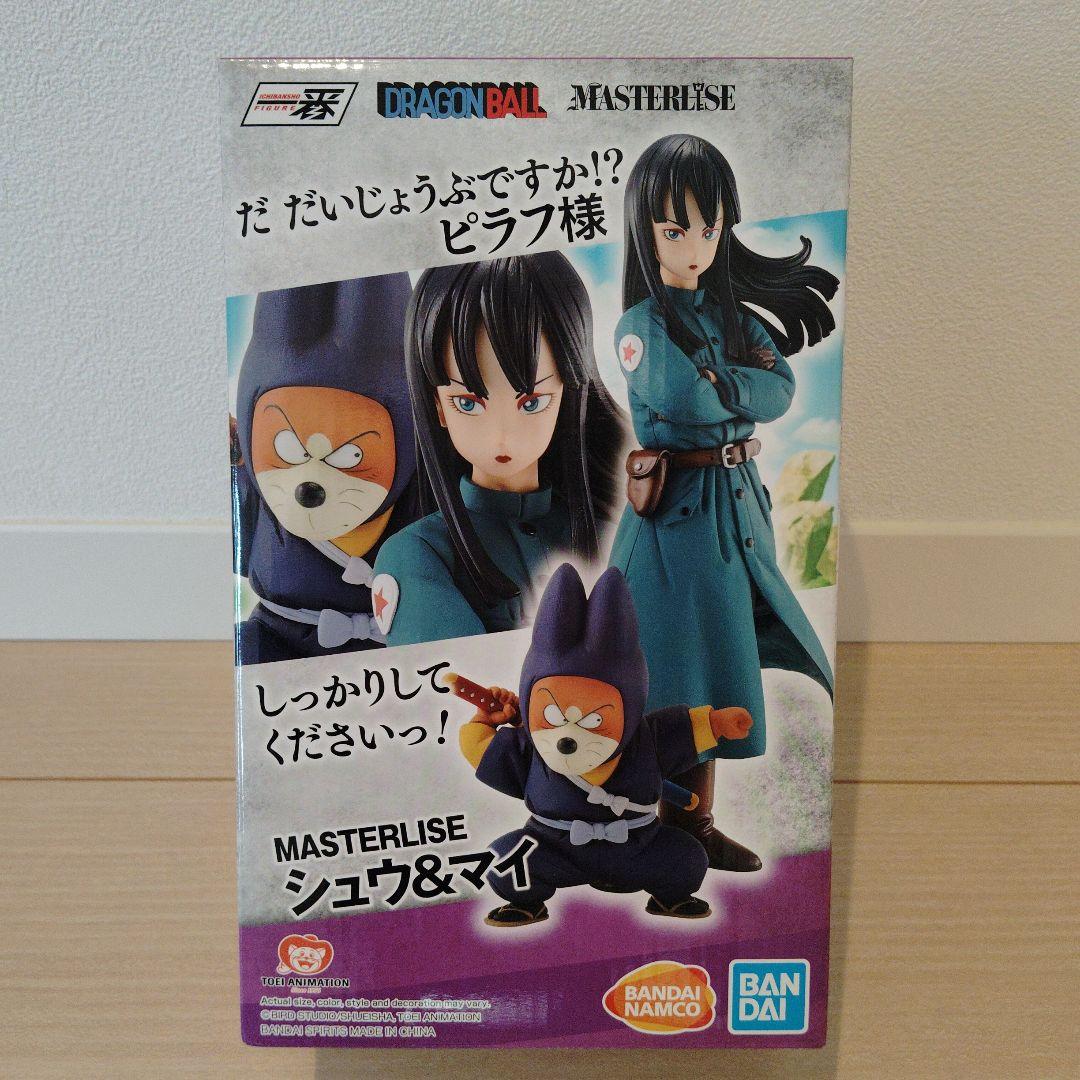 ICHIBANSHO
FIGURE
一番
DRAGONBALL
MASTERLISE
だ だいじょうぶですか!?
ピラフ様
しっかりして
くださいっ!
MASTERLISE
シュウ&マイ
TOEI ANIMATION
Actual size, color, style and decoration may vary.
©BIRD STUDIO/SHUEISHA, TOEI ANIMATION
BANDAI SPIRITS MADE IN CHINA
BANDAI
NAMCO
BAN
DAI